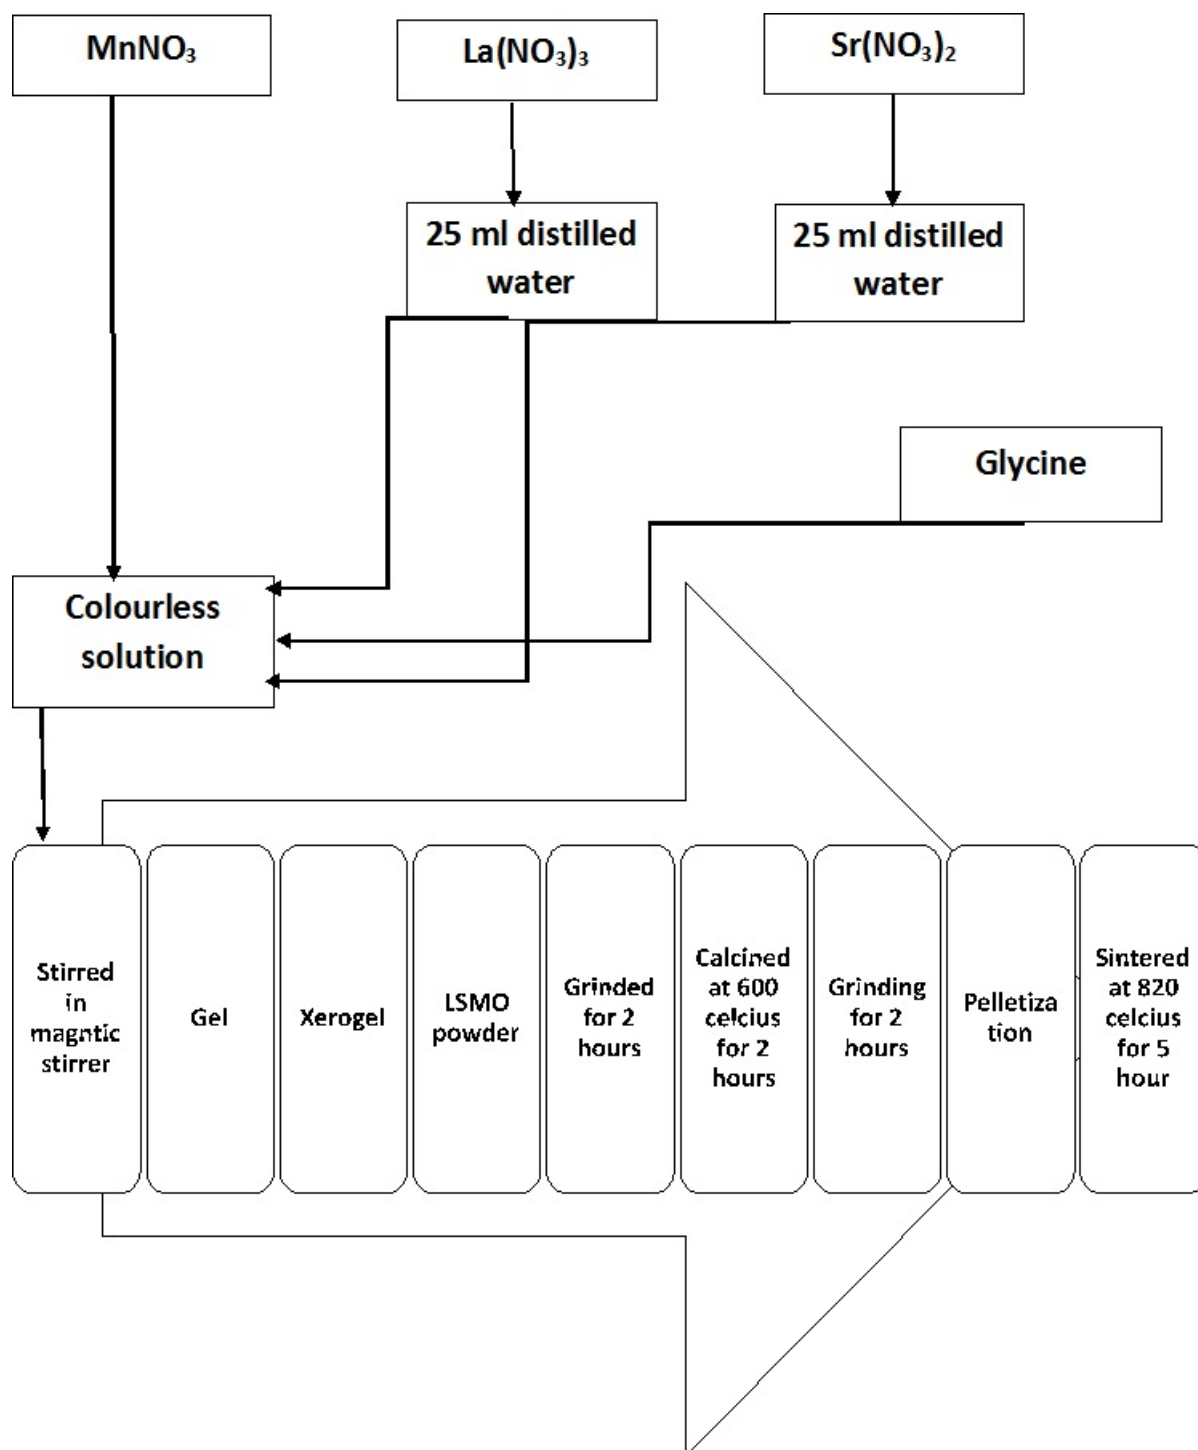 MnNO₃
La(NO₃)₃
Sr(NO₃)₂
25 ml distilled
water
25 ml distilled
water
Glycine
Colourless
solution
Stirred
in
magntic
stirrer
Gel
Xerogel
LSMO
powder
Grinded
for 2
hours
Calcined
at 600
celcius
for 2
hours
Grinding
for 2
hours
Pelletiza
tion
Sintered
at 820
celcius
for 5
hour